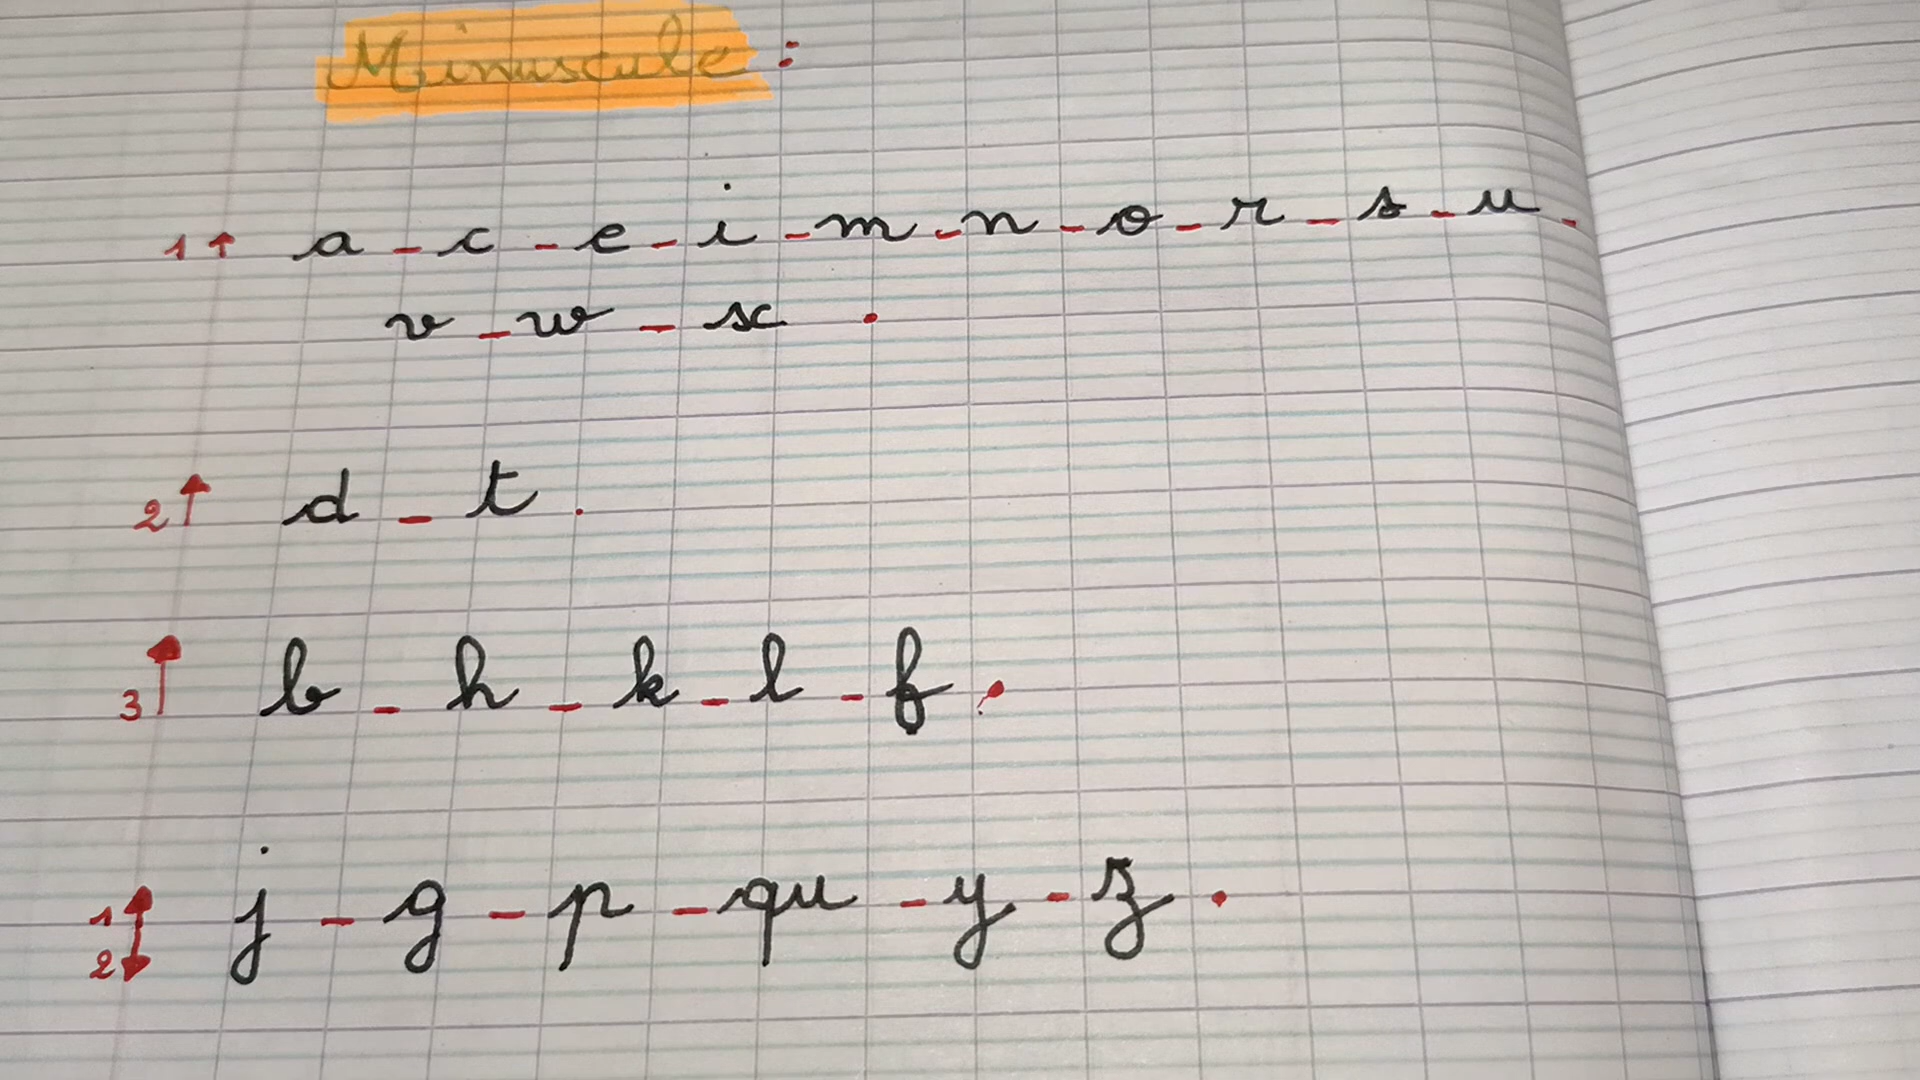 Minuscule :
1↑ a - c - e - i - m - n - o - r - s - u -
v - w - x .
2↑ d - t .
3↑ b - h - k - l - f .
1 2↕ j - g - p - qu - y - z .